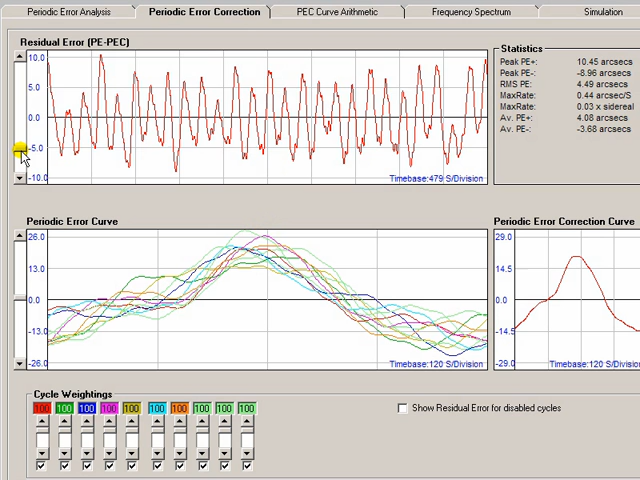 Periodic Error Analysis
Periodic Error Correction
PEC Curve Arithmetic
Frequency Spectrum
Simulation
Residual Error (PE-PEC)
10.0
5.0
0.0
-5.0
-10.0
Timebase:479 S/Division
Statistics
Peak PE+: 10.45 arcsecs
Peak PE-: -8.96 arcsecs
RMS PE: 4.49 arcsecs
MaxRate: 0.44 arcsec/S
MaxRate: 0.03 x sidereal
Av. PE+: 4.08 arcsecs
Av. PE-: -3.68 arcsecs
Periodic Error Curve
26.0
13.0
0.0
-13.0
-26.0
Timebase:120 S/Division
Periodic Error Correction Curve
29.0
14.5
0.0
-14.5
-29.0
Timebase:120 S/Divisio
Cycle Weightings
100 100 100 100 100 100 100 100 100 100
Show Residual Error for disabled cycles